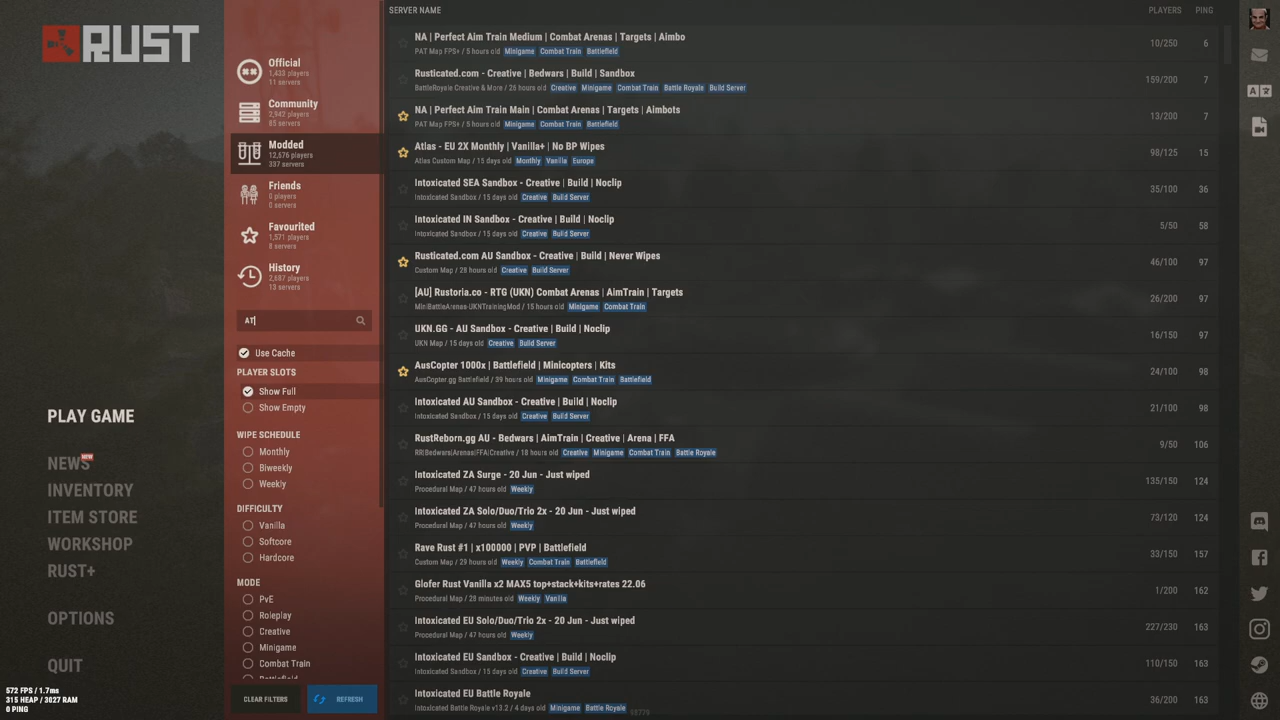 RUST
PLAY GAME
NEWS NEW
INVENTORY
ITEM STORE
WORKSHOP
RUST+
OPTIONS
QUIT
572 FPS / 1.7ms
315 HEAP / 3027 RAM
0 PING
Official
1,433 players
11 servers
Community
2,942 players
85 servers
Modded
12,676 players
337 servers
Friends
0 players
0 servers
Favourited
1,571 players
8 servers
History
2,687 players
13 servers
AT
Use Cache
PLAYER SLOTS
Show Full
Show Empty
WIPE SCHEDULE
Monthly
Biweekly
Weekly
DIFFICULTY
Vanilla
Softcore
Hardcore
MODE
PvE
Roleplay
Creative
Minigame
Combat Train
Battlefield
CLEAR FILTERS REFRESH
SERVER NAME PLAYERS PING
NA | Perfect Aim Train Medium | Combat Arenas | Targets | Aimbo 10/250 6
PAT Map FPS+ / 5 hours old Minigame Combat Train Battlefield
Rusticated.com - Creative | Bedwars | Build | Sandbox 159/200 7
BattleRoyale Creative & More / 26 hours old Creative Minigame Combat Train Battle Royale Build Server
NA | Perfect Aim Train Main | Combat Arenas | Targets | Aimbots 13/200 7
PAT Map FPS+ / 5 hours old Minigame Combat Train Battlefield
Atlas - EU 2X Monthly | Vanilla+ | No BP Wipes 98/125 15
Atlas Custom Map / 15 days old Monthly Vanilla Europe
Intoxicated SEA Sandbox - Creative | Build | Noclip 35/100 36
Intoxicated Sandbox / 15 days old Creative Build Server
Intoxicated IN Sandbox - Creative | Build | Noclip 5/50 58
Intoxicated Sandbox / 15 days old Creative Build Server
Rusticated.com AU Sandbox - Creative | Build | Never Wipes 46/100 97
Custom Map / 28 hours old Creative Build Server
[AU] Rustoria.co - RTG (UKN) Combat Arenas | AimTrain | Targets 26/200 97
MiniBattleArenas-UKNTrainingMod / 15 hours old Minigame Combat Train
UKN.GG - AU Sandbox - Creative | Build | Noclip 16/150 97
UKN Map / 15 days old Creative Build Server
AusCopter 1000x | Battlefield | Minicopters | Kits 24/100 98
AusCopter.gg Battlefield / 39 hours old Minigame Combat Train Battlefield
Intoxicated AU Sandbox - Creative | Build | Noclip 21/100 98
Intoxicated Sandbox / 15 days old Creative Build Server
RustReborn.gg AU - Bedwars | AimTrain | Creative | Arena | FFA 9/50 106
RR|Bedwars|Arenas|FFA|Creative / 18 hours old Creative Minigame Combat Train Battle Royale
Intoxicated ZA Surge - 20 Jun - Just wiped 135/150 124
Procedural Map / 47 hours old Weekly
Intoxicated ZA Solo/Duo/Trio 2x - 20 Jun - Just wiped 73/120 124
Procedural Map / 47 hours old Weekly
Rave Rust #1 | x100000 | PVP | Battlefield 33/150 157
Custom Map / 29 hours old Weekly Combat Train Battlefield
Glofer Rust Vanilla x2 MAX5 top+stack+kits+rates 22.06 1/200 162
Procedural Map / 28 minutes old Weekly Vanilla
Intoxicated EU Solo/Duo/Trio 2x - 20 Jun - Just wiped 227/230 163
Procedural Map / 47 hours old Weekly
Intoxicated EU Sandbox - Creative | Build | Noclip 110/150 163
Intoxicated Sandbox / 15 days old Creative Build Server
Intoxicated EU Battle Royale 36/200 163
Intoxicated Battle Royale v13.2 / 4 days old Minigame Battle Royale